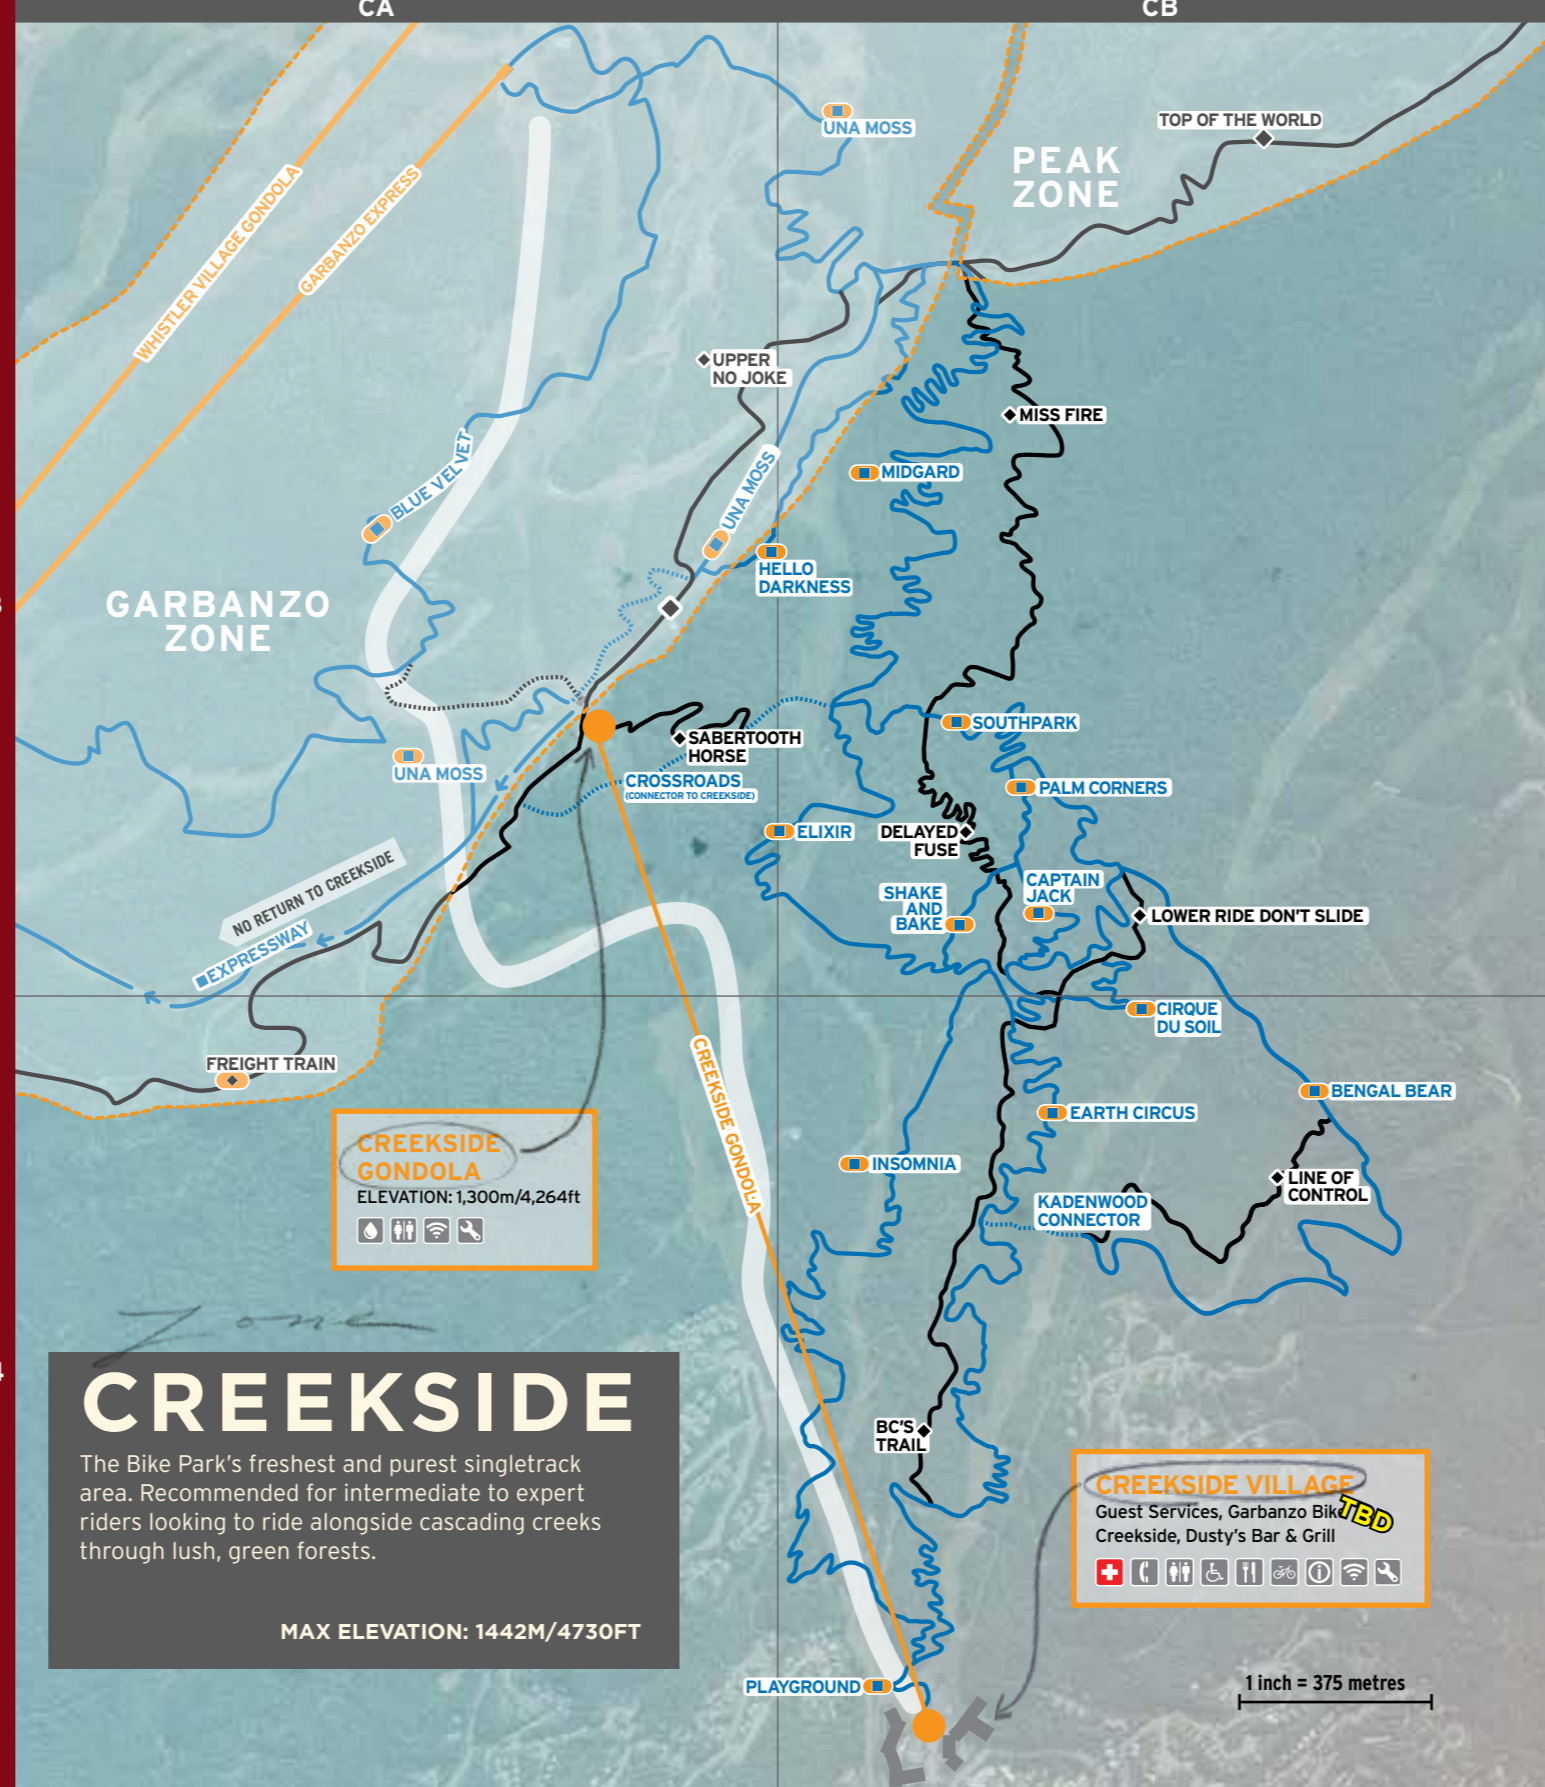 CA
CB
UNA MOSS
TOP OF THE WORLD
PEAK
ZONE
WHISTLER VILLAGE GONDOLA
GARBANZO EXPRESS
UPPER
NO JOKE
MISS FIRE
BLUE VELVET
UNA MOSS
MIDGARD
HELLO
DARKNESS
GARBANZO
ZONE
SOUTHPARK
SABERTOOTH
HORSE
UNA MOSS
CROSSROADS
(CONNECTOR TO CREEKSIDE)
PALM CORNERS
ELIXIR
DELAYED
FUSE
NO RETURN TO CREEKSIDE
SHAKE
AND
BAKE
CAPTAIN
JACK
LOWER RIDE DON'T SLIDE
EXPRESSWAY
CIRQUE
DU SOIL
FREIGHT TRAIN
CREEKSIDE GONDOLA
BENGAL BEAR
EARTH CIRCUS
CREEKSIDE
GONDOLA
ELEVATION: 1,300m/4,264ft
INSOMNIA
LINE OF
CONTROL
KADENWOOD
CONNECTOR
Zone
4
CREEKSIDE
The Bike Park's freshest and purest singletrack
area. Recommended for intermediate to expert
riders looking to ride alongside cascading creeks
through lush, green forests.
MAX ELEVATION: 1442M/4730FT
BC'S
TRAIL
CREEKSIDE VILLAGE
Guest Services, Garbanzo Bike
TBD
Creekside, Dusty's Bar & Grill
PLAYGROUND
1 inch = 375 metres